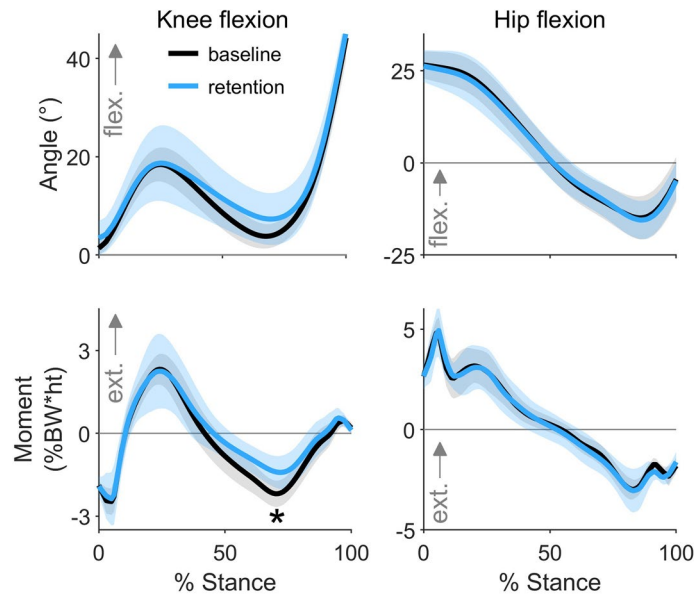 Knee flexion
Hip flexion
baseline
retention
flex.
Angle (°)
40
20
0
flex.
25
0
-25
ext.
Moment
(%BW*ht)
3
0
-3
*
0
50
100
% Stance
ext.
5
0
-5
0
50
100
% Stance